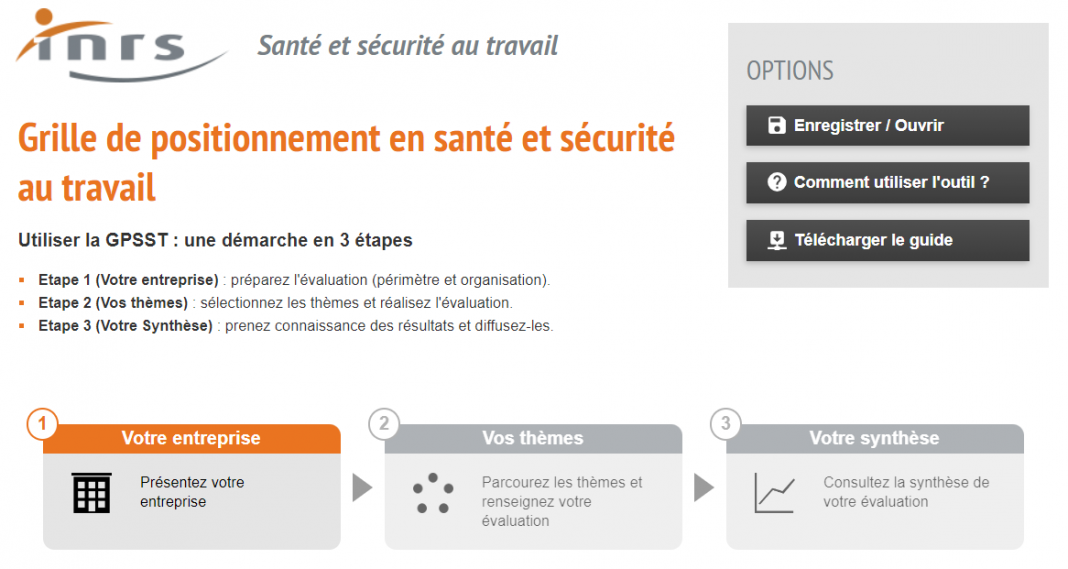 inrs
Santé et sécurité au travail
Grille de positionnement en santé et sécurité
au travail
Utiliser la GPSST : une démarche en 3 étapes
Etape 1 (Votre entreprise) : préparez l'évaluation (périmètre et organisation).
Etape 2 (Vos thèmes) : sélectionnez les thèmes et réalisez l'évaluation.
Etape 3 (Votre Synthèse) : prenez connaissance des résultats et diffusez-les.
OPTIONS
Enregistrer / Ouvrir
Comment utiliser l'outil ?
Télécharger le guide
1
Votre entreprise
Présentez votre
entreprise
2
Vos thèmes
Parcourez les thèmes et
renseignez votre
évaluation
3
Votre synthèse
Consultez la synthèse de
votre évaluation